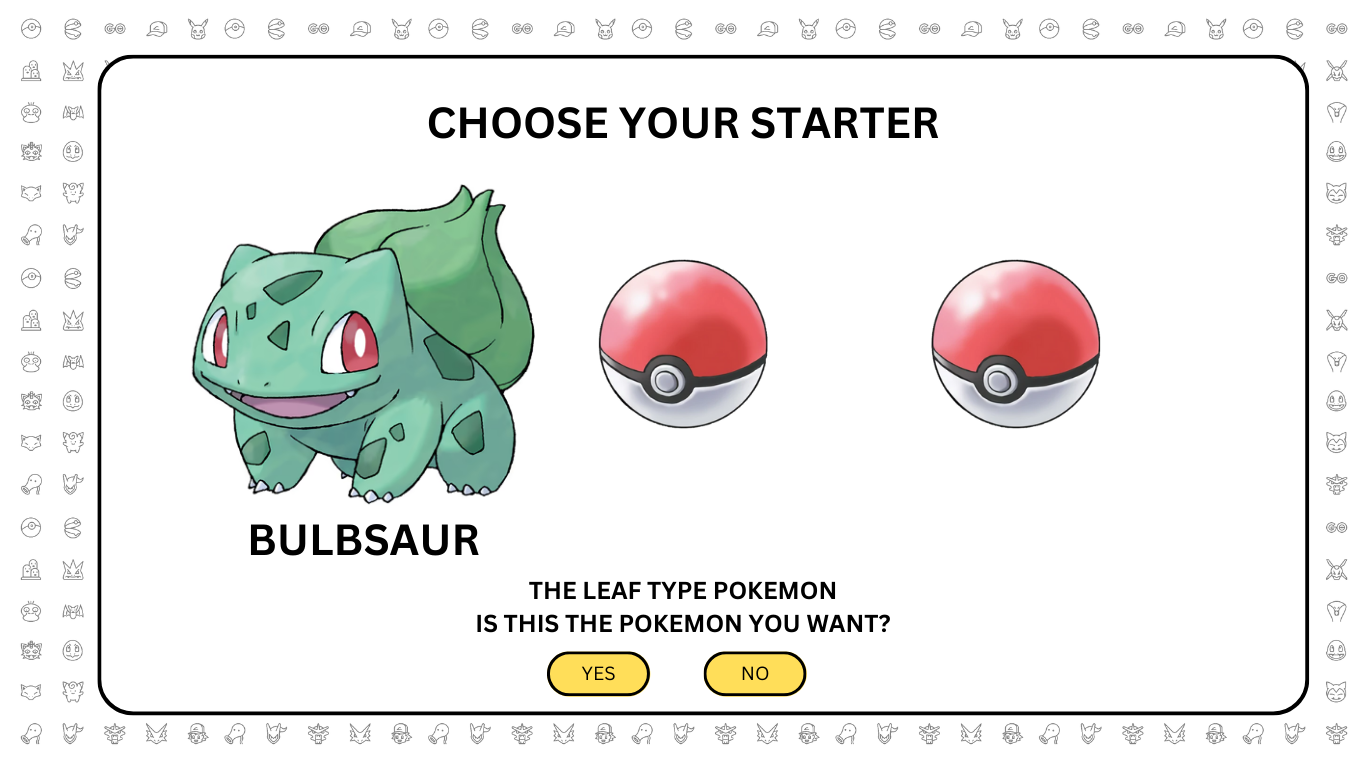 CHOOSE YOUR STARTER
BULBSAUR
THE LEAF TYPE POKEMON
IS THIS THE POKEMON YOU WANT?
YES
NO